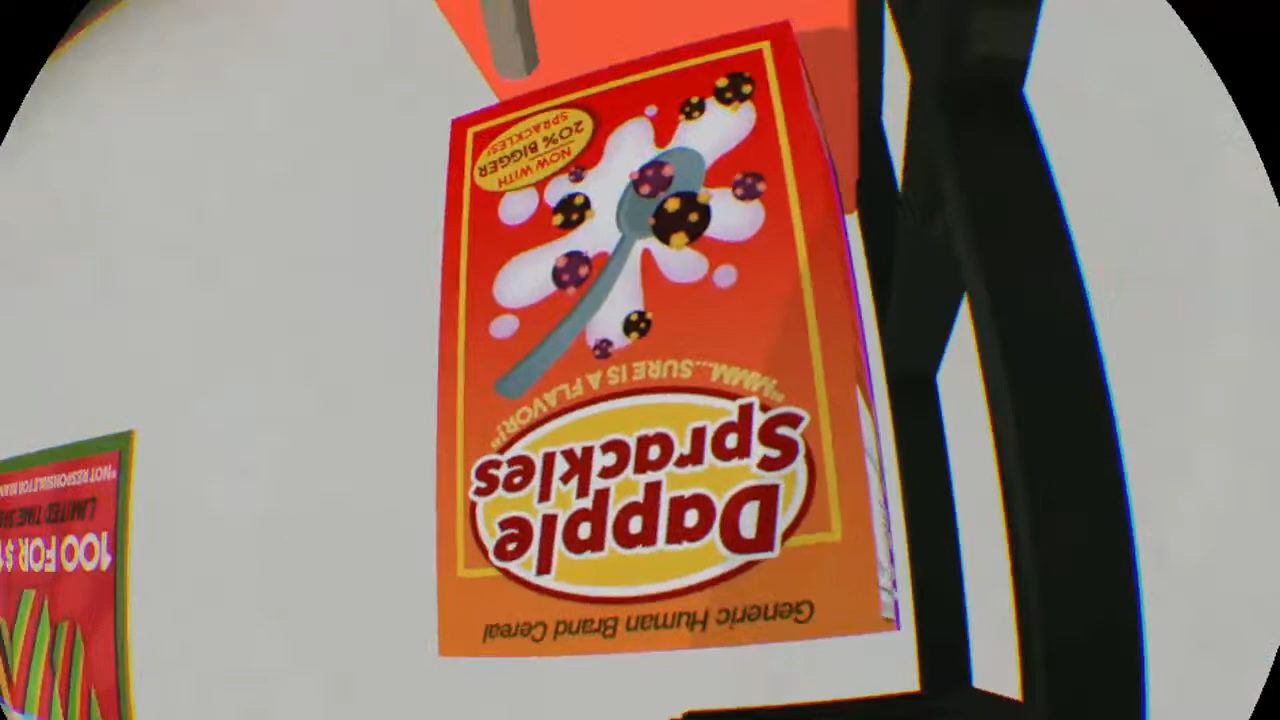 Generic Human Brand Cereal
Dapple
Sprackles
"MMM...SURE IS A FLAVOR!"
NOW WITH
20% BIGGER
SPRACKLES!
100 FOR $1
LIMITED TIME
"NOT RESPONSIBLE FOR